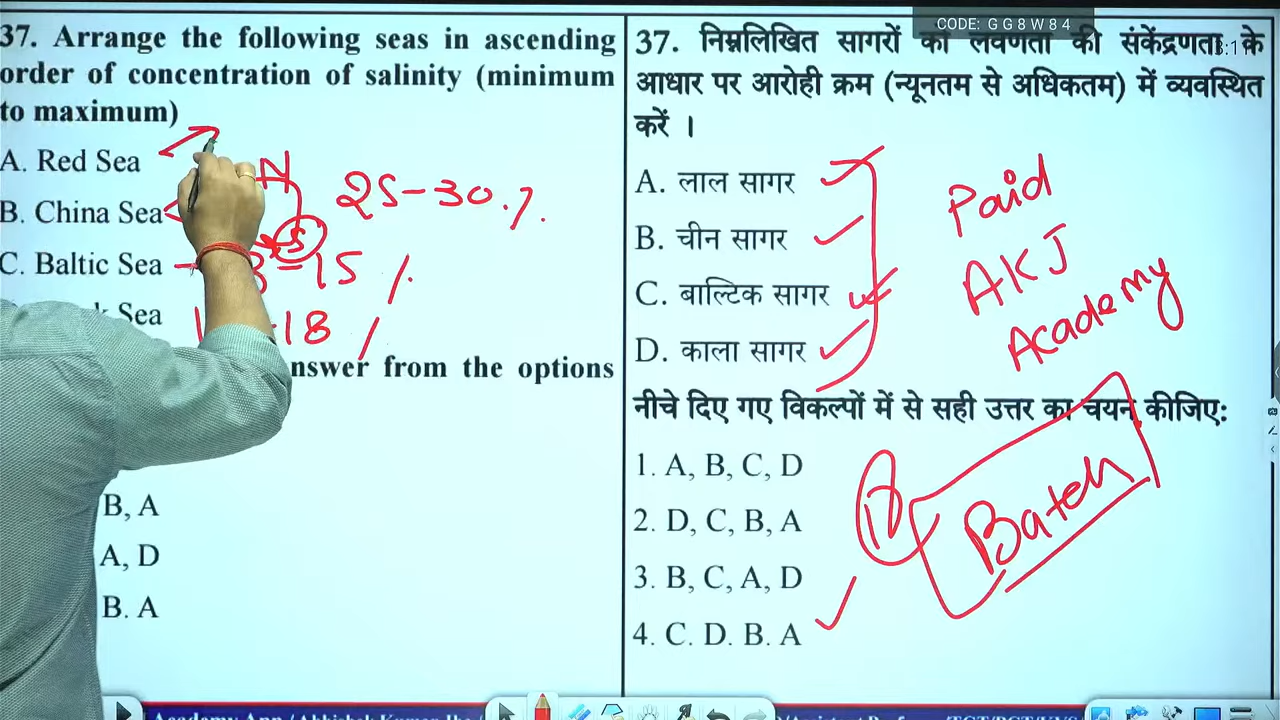 CODE: G G 8 W 8 4
37. Arrange the following seas in ascending
order of concentration of salinity (minimum
to maximum)
A. Red Sea
B. China Sea
C. Baltic Sea
Sea
nswer from the options
B, A
A, D
B. A
N
25-30%
S
-15 %
18
37. निम्नलिखित सागरों को लवणता की संकेंद्रणता के
आधार पर आरोही क्रम (न्यूनतम से अधिकतम) में व्यवस्थित
करें ।
A. लाल सागर
B. चीन सागर
C. बाल्टिक सागर
D. काला सागर
नीचे दिए गए विकल्पों में से सही उत्तर का चयन कीजिए:
1. A, B, C, D
2. D, C, B, A
3. B, C, A, D
4. C. D. B. A
Paid
AKJ
Academy
Batch